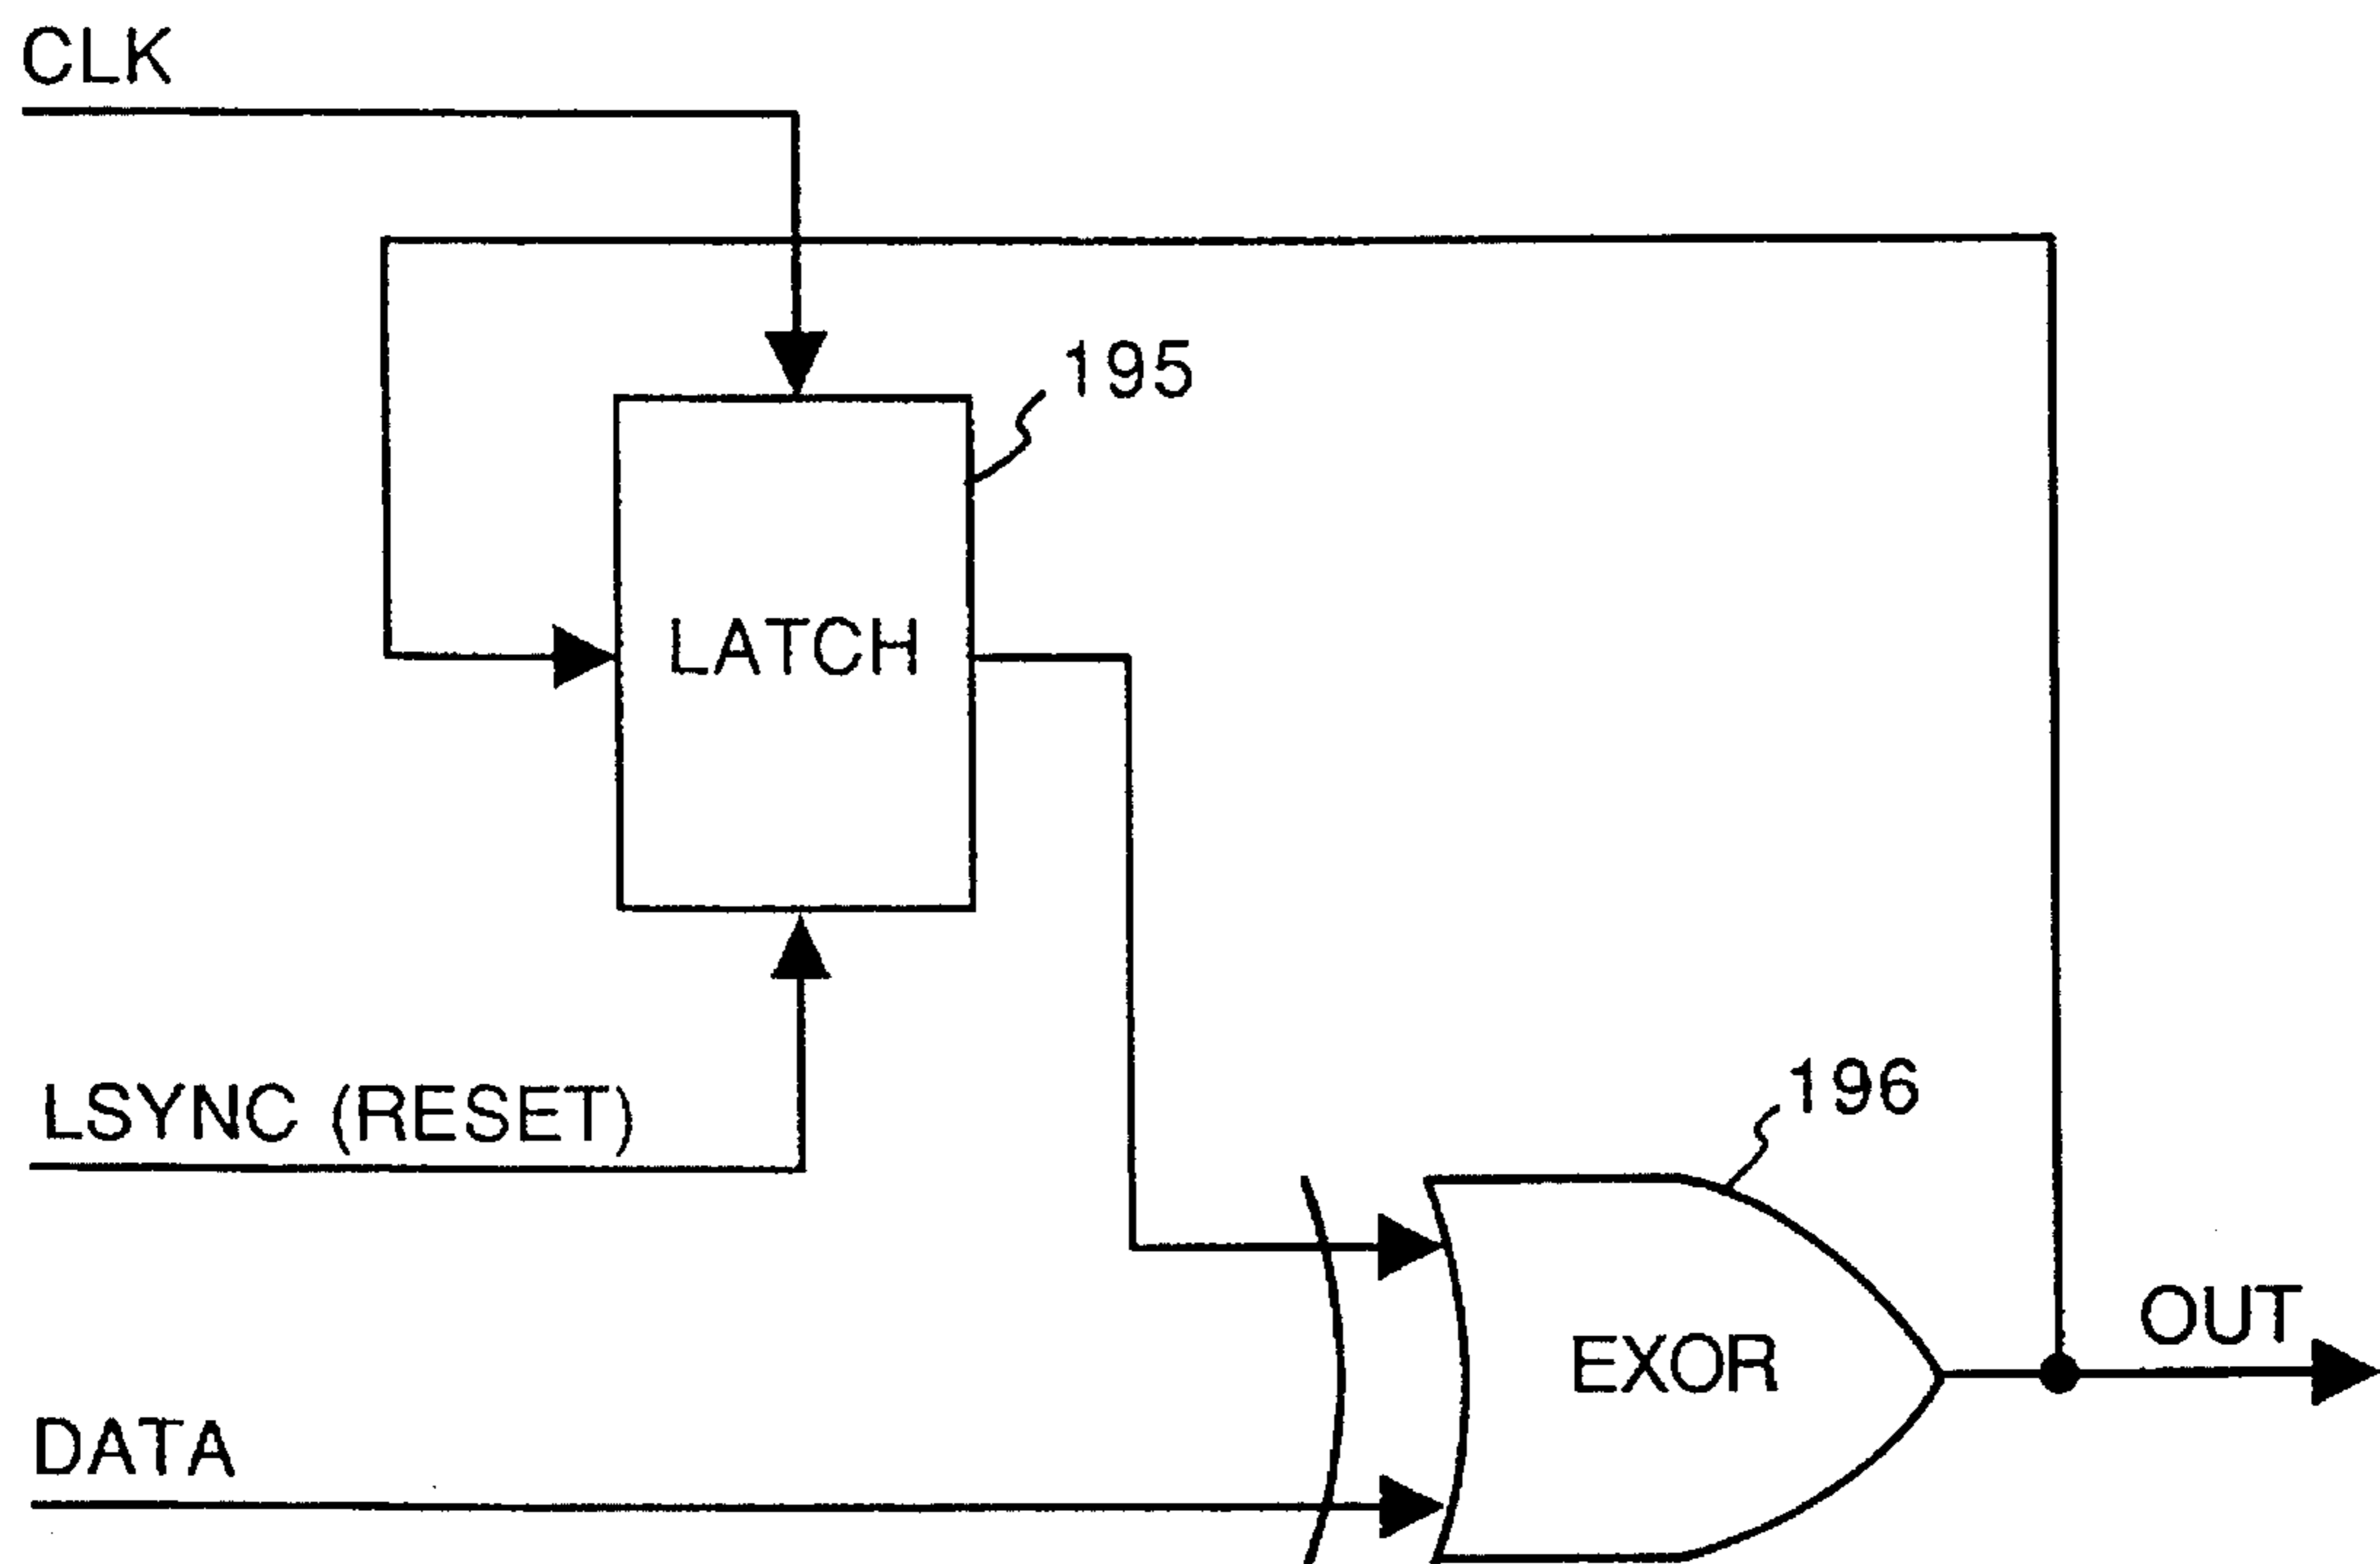 CLK
195
LATCH
LSYNC (RESET)
196
OUT
EXOR
DATA